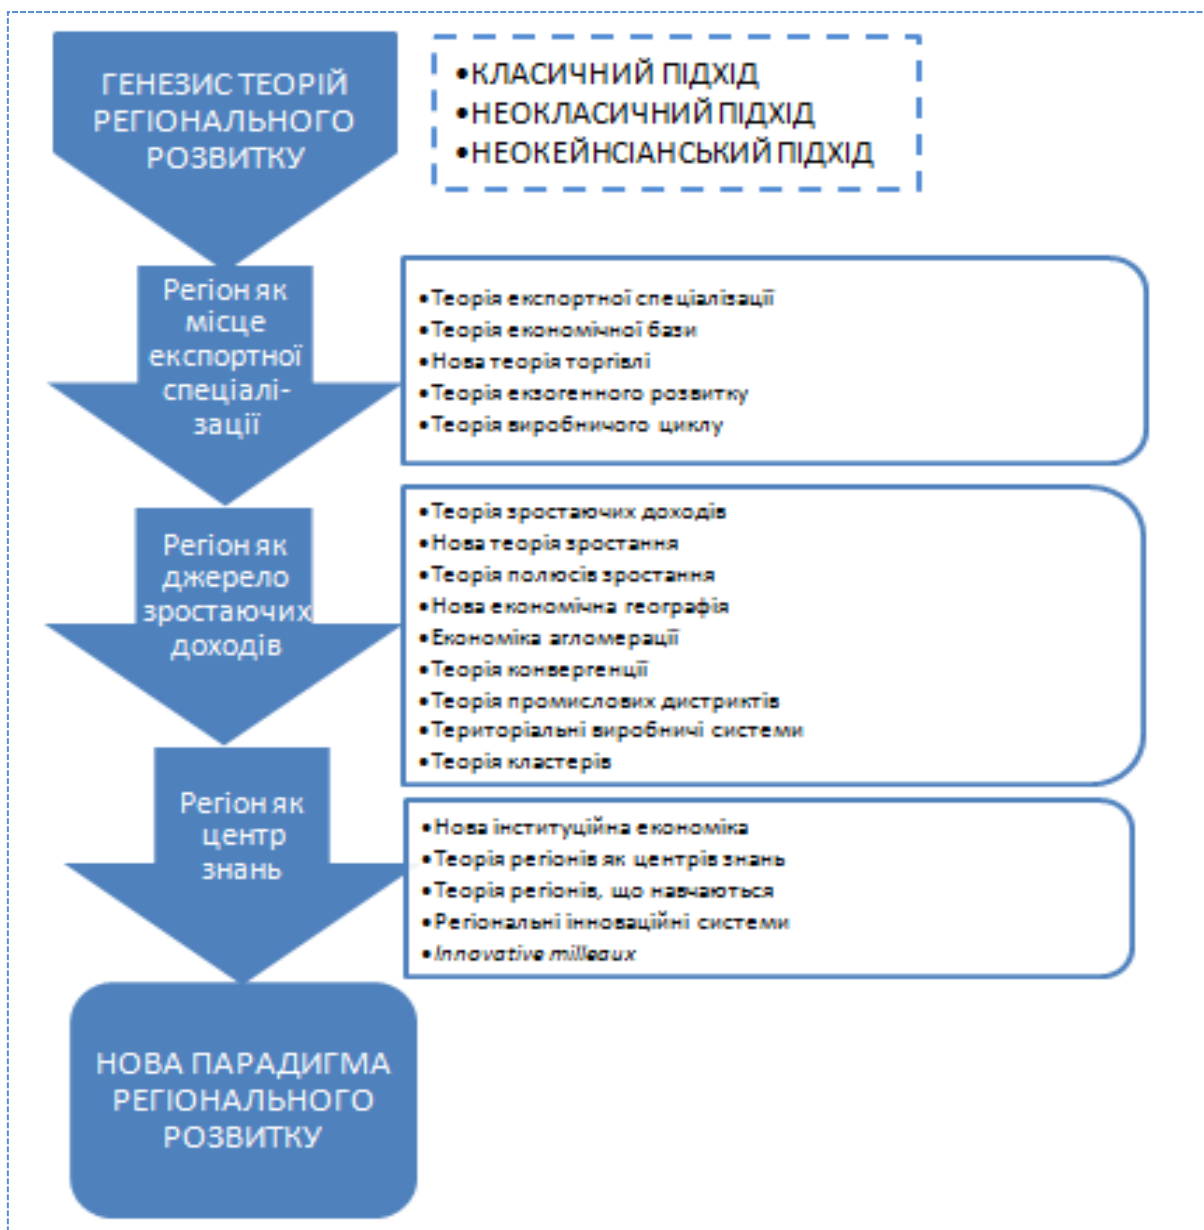 ГЕНЕЗИС ТЕОРІЙ
РЕГІОНАЛЬНОГО
РОЗВИТКУ
•КЛАСИЧНИЙ ПІДХІД
•НЕОКЛАСИЧНИЙ ПІДХІД
•НЕОКЕЙНСІАНСЬКИЙ ПІДХІД
Регіон як
місце
експортної
спеціалі-
зації
•Теорія експортної спеціалізації
•Теорія економічної бази
•Нова теорія торгівлі
•Теорія екзогенного розвитку
•Теорія виробничого циклу
Регіон як
джерело
зростаючих
доходів
•Теорія зростаючих доходів
•Нова теорія зростання
•Теорія полюсів зростання
•Нова економічна географія
•Економіка агломерації
•Теорія конвергенції
•Теорія промислових дистриктів
•Територіальні виробничі системи
•Теорія кластерів
Регіон як
центр
знань
•Нова інституційна економіка
•Теорія регіонів як центрів знань
•Теорія регіонів, що навчаються
•Регіональні інноваційні системи
•Innovative milleaux
НОВА ПАРАДИГМА
РЕГІОНАЛЬНОГО
РОЗВИТКУ